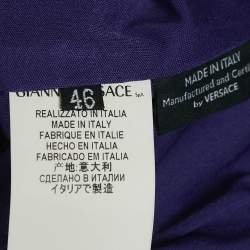 46
GIANNI VERSACE SpA
REALIZZATO IN ITALIA
MADE IN ITALY
FABRIQUE EN ITALIE
HECHO EN ITALIA
FABRICADO EM ITALIA
产地:意大利
СДЕЛАНО В ИТАЛИИ
イタリアで製造
MADE IN ITALY
Manufactured and Certi
by VERSACE